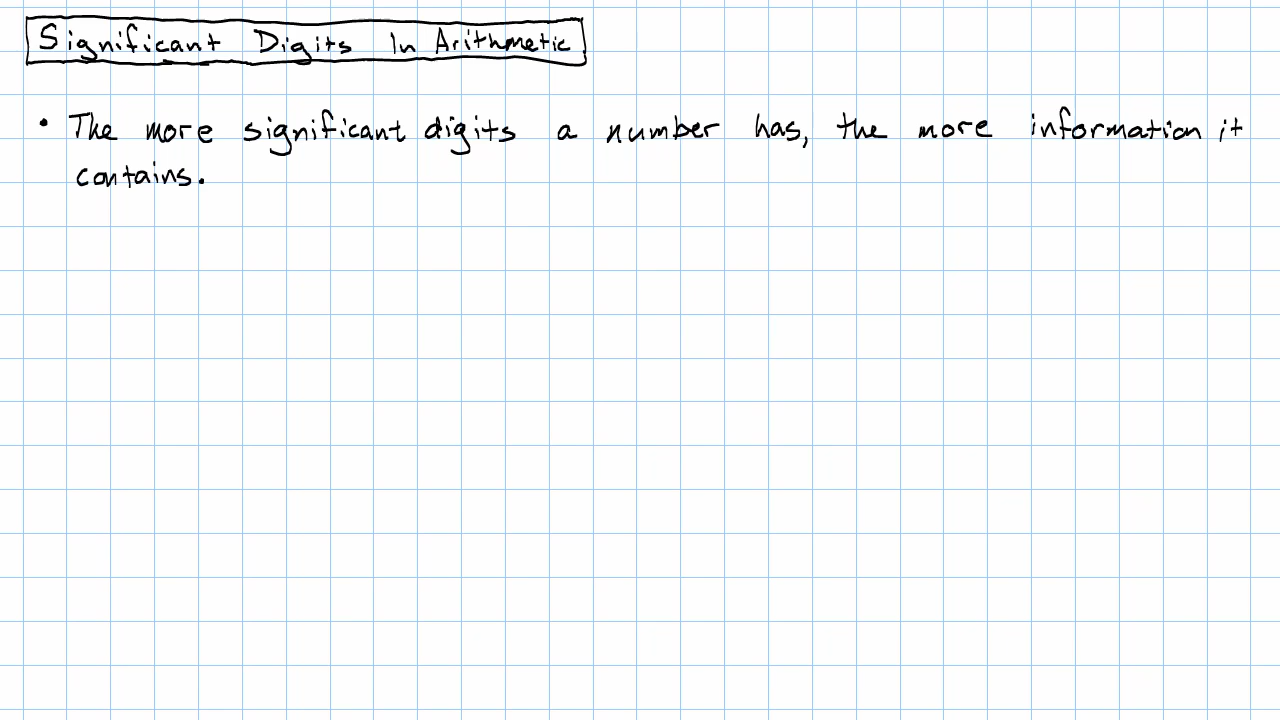 Significant Digits In Arithmetic
• The more significant digits a number has, the more information it
contains.